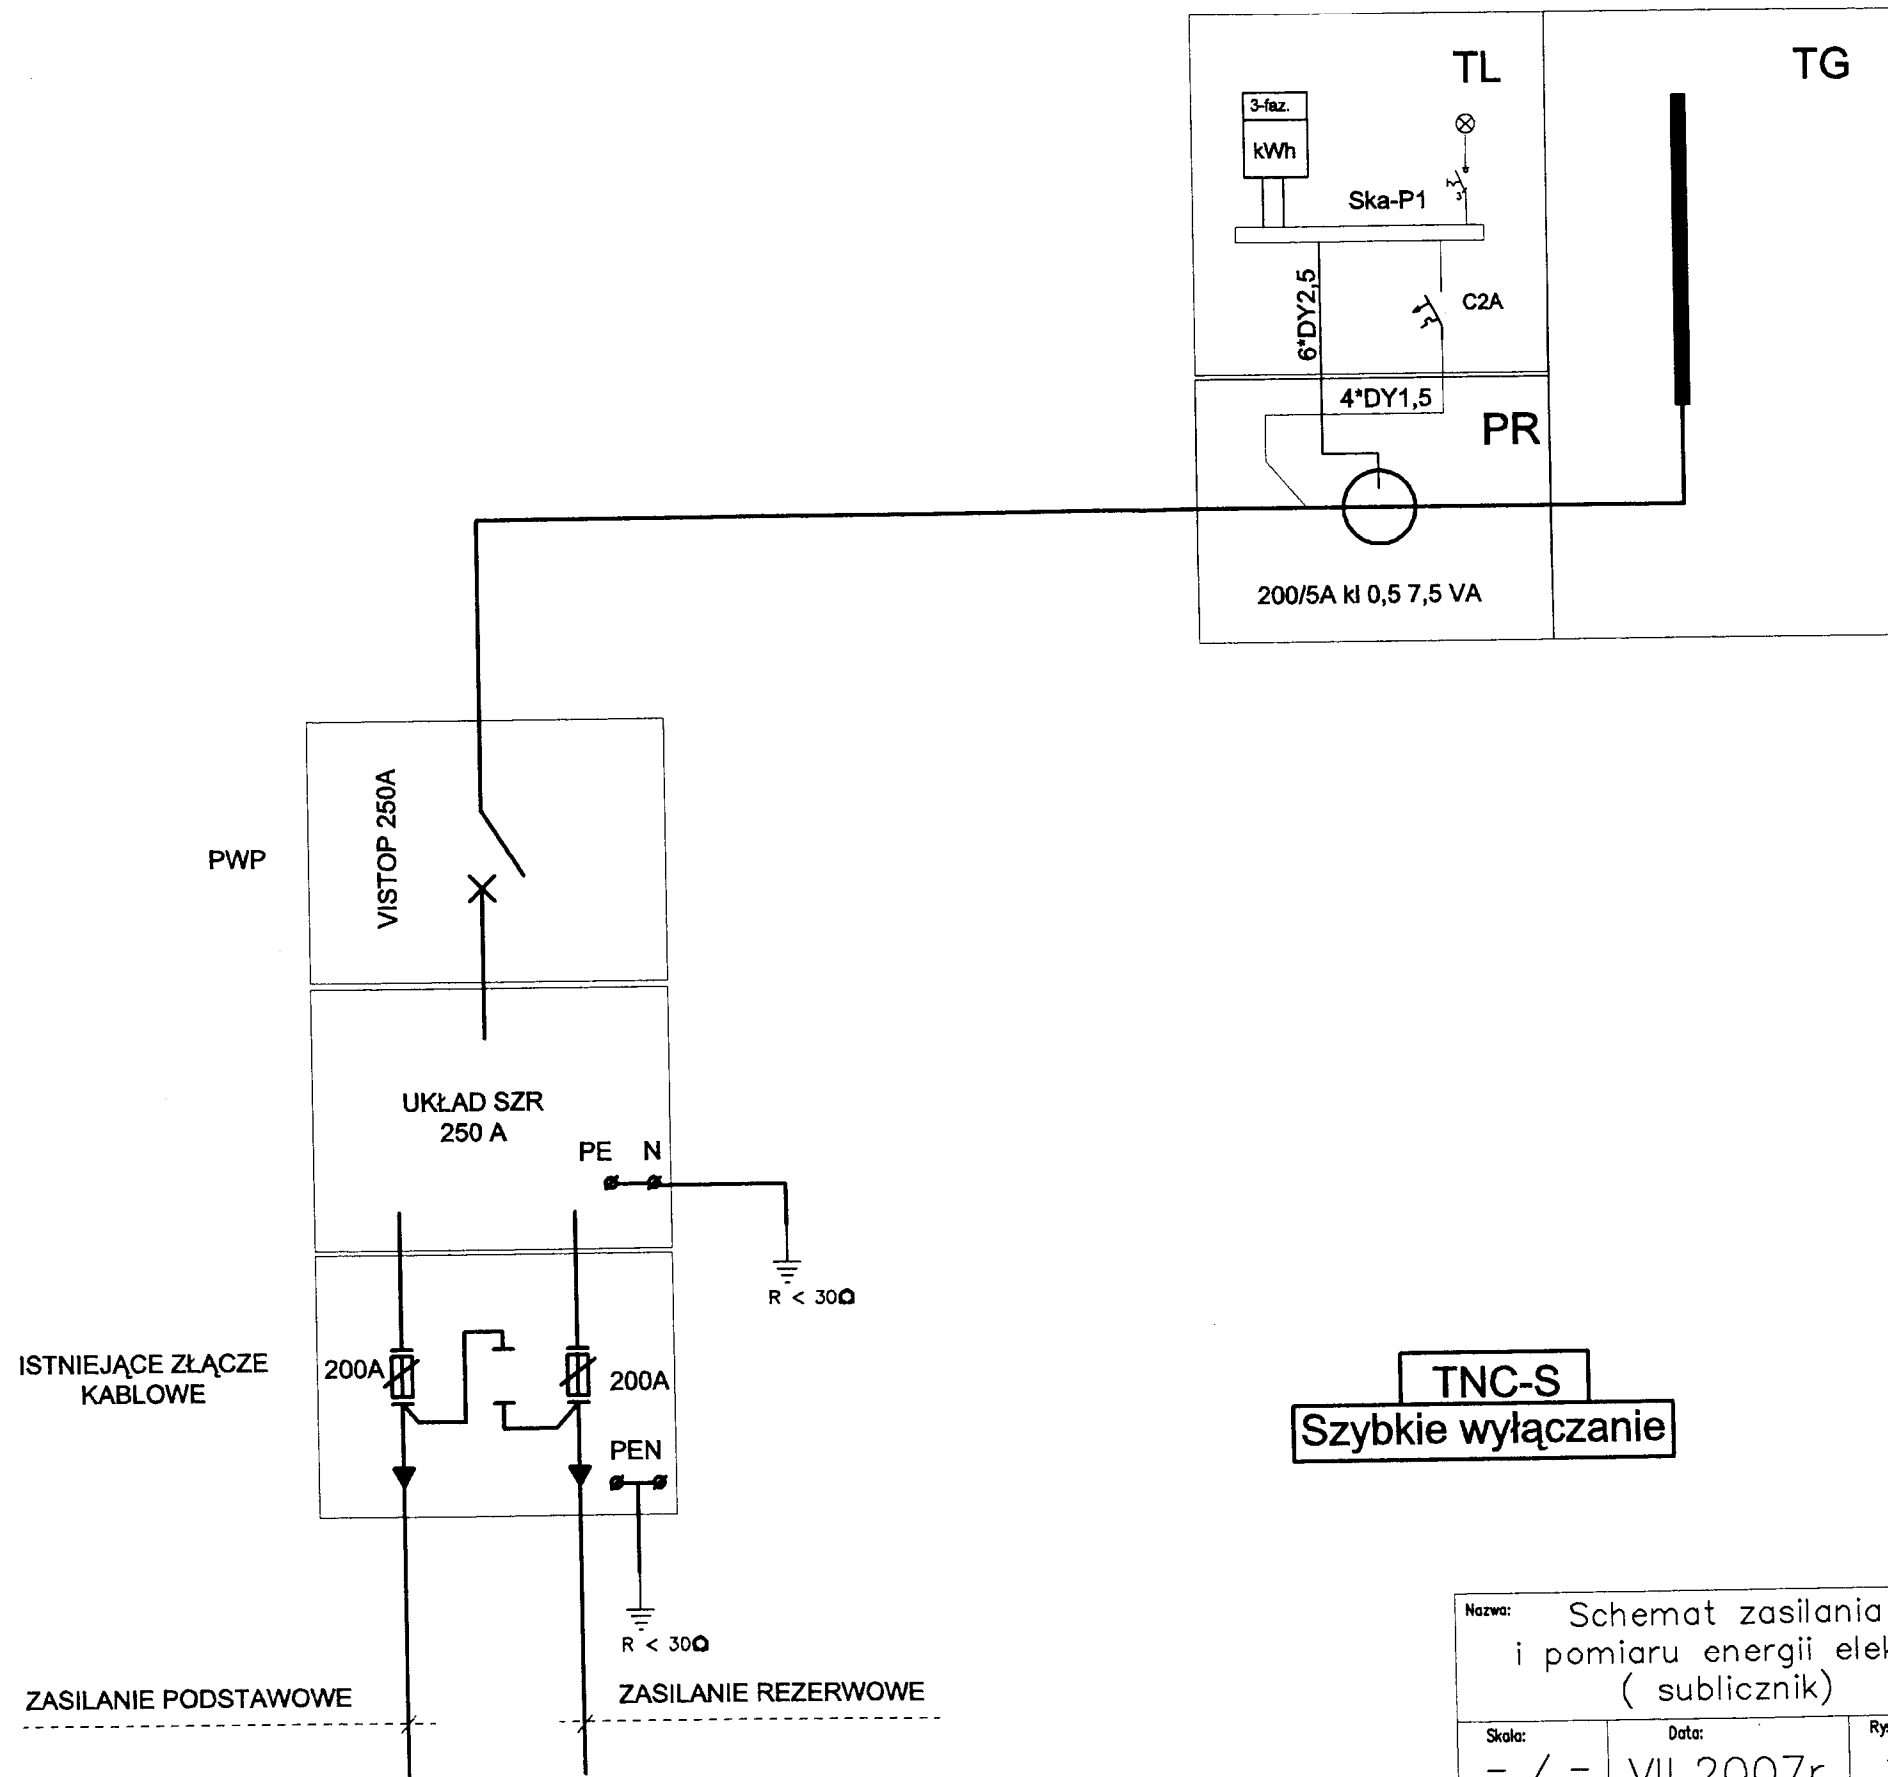 TL
TG
3-faz.
kWh
Ska-P1
6*DY2,5
C2A
4*DY1,5
PR
200/5A kl 0,5 7,5 VA
VISTOP 250A
PWP
UKŁAD SZR
250 A
PE N
R < 30Ω
ISTNIEJĄCE ZŁĄCZE
KABLOWE
200A
200A
PEN
R < 30Ω
TNC-S
Szybkie wyłączanie
ZASILANIE PODSTAWOWE
ZASILANIE REZERWOWE
Nazwa: Schemat zasilania
i pomiaru energii
( sublicznik)
Skala: Data:
- / - VII 2007r